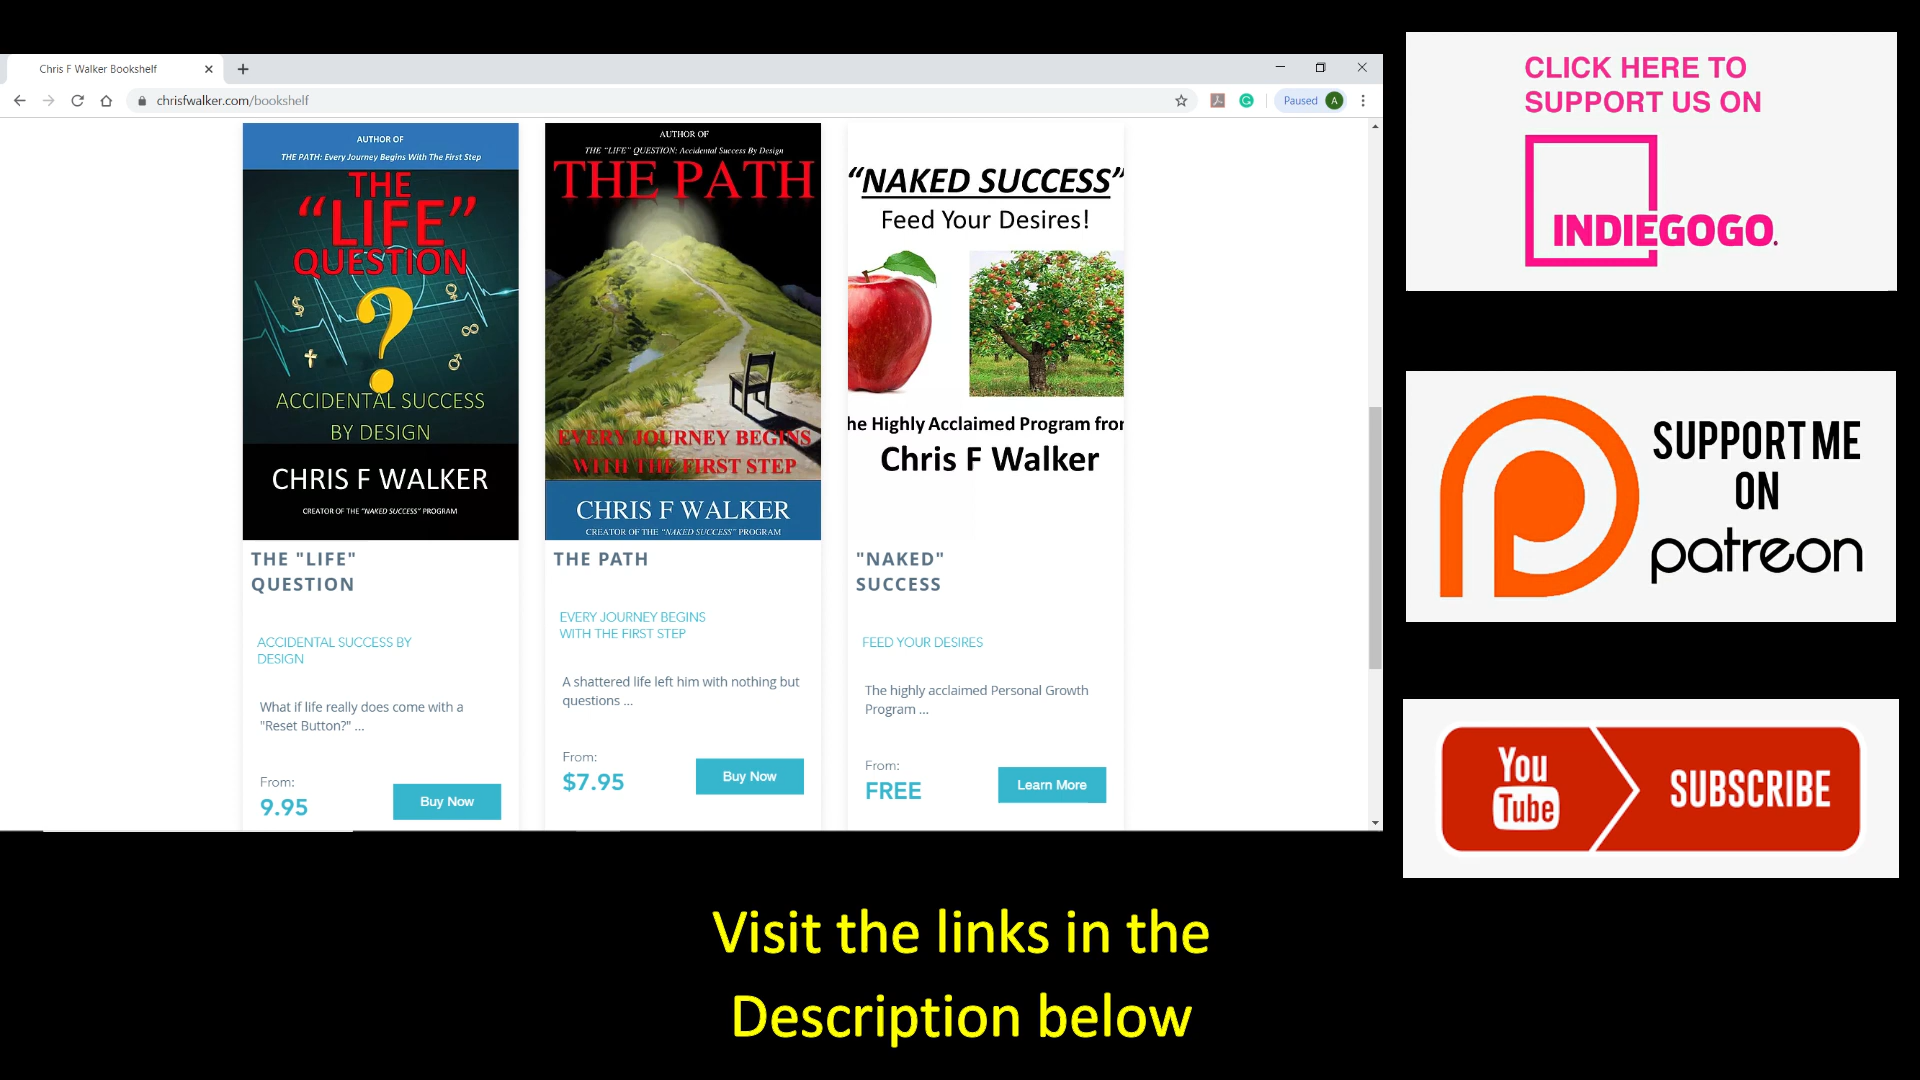 Chris F Walker Bookshelf
chrisfwalker.com/bookshelf
Paused
A
AUTHOR OF
THE PATH: Every Journey Begins With The First Step
THE
“LIFE”
QUESTION
?
ACCIDENTAL SUCCESS
BY DESIGN
CHRIS F WALKER
CREATOR OF THE “NAKED SUCCESS” PROGRAM
THE "LIFE"
QUESTION
ACCIDENTAL SUCCESS BY
DESIGN
What if life really does come with a
"Reset Button?" ...
From:
9.95
Buy Now
AUTHOR OF
THE "LIFE" QUESTION: Accidental Success By Design
THE PATH
EVERY JOURNEY BEGINS
WITH THE FIRST STEP
CHRIS F WALKER
CREATOR OF THE “NAKED SUCCESS” PROGRAM
THE PATH
EVERY JOURNEY BEGINS
WITH THE FIRST STEP
A shattered life left him with nothing but
questions ...
From:
$7.95
Buy Now
“NAKED SUCCESS”
Feed Your Desires!
he Highly Acclaimed Program from
Chris F Walker
"NAKED"
SUCCESS
FEED YOUR DESIRES
The highly acclaimed Personal Growth
Program ...
From:
FREE
Learn More
CLICK HERE TO
SUPPORT US ON
INDIEGOGO.
SUPPORT ME
ON
patreon
You
Tube
SUBSCRIBE
Visit the links in the
Description below